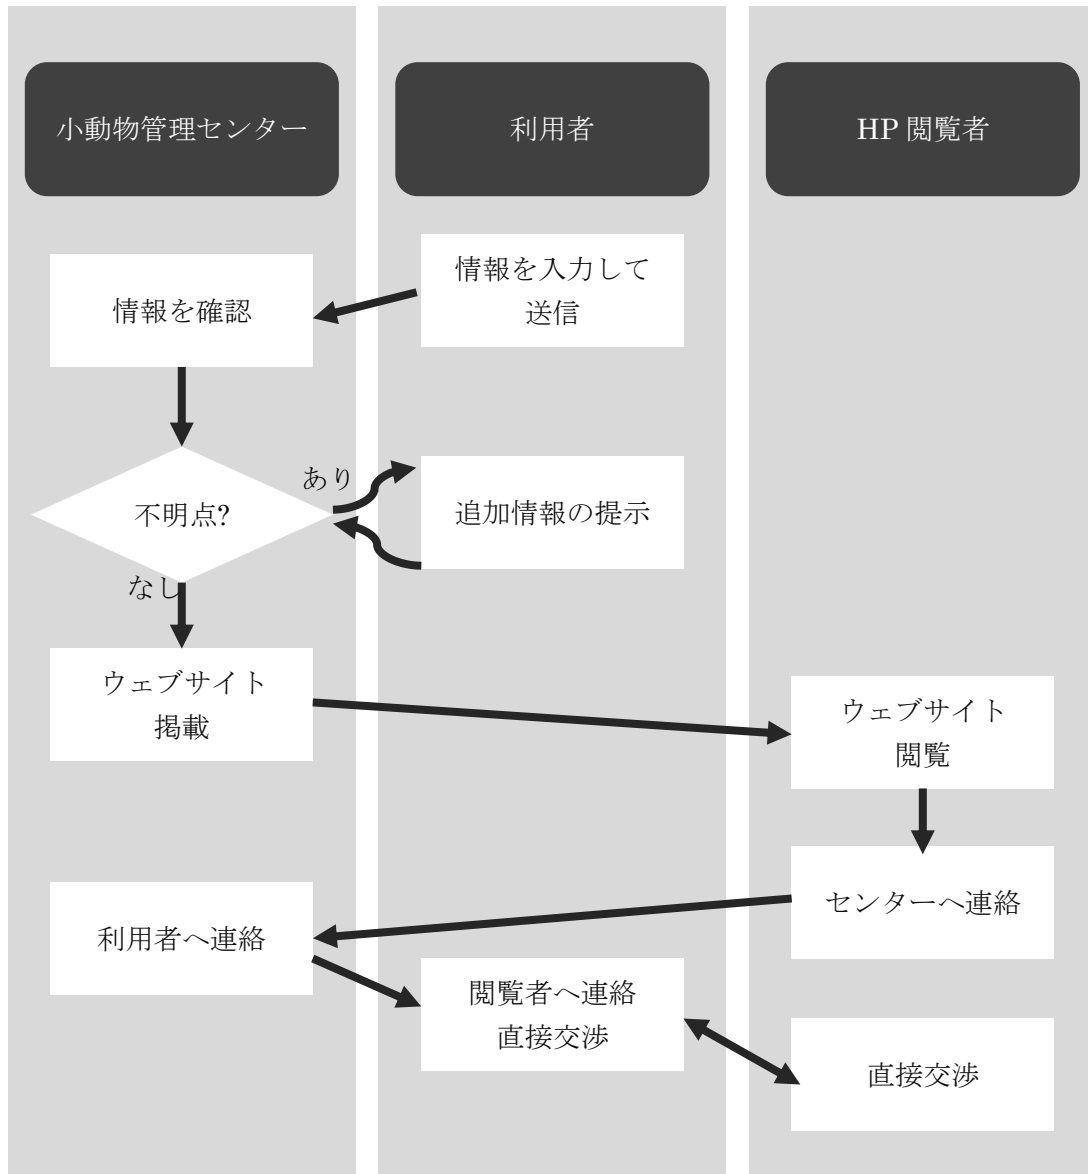 小動物管理センター
利用者
HP 閲覧者
情報を入力して
送信
情報を確認
あり
不明点?
追加情報の提示
なし
ウェブサイト
掲載
ウェブサイト
閲覧
センターへ連絡
利用者へ連絡
閲覧者へ連絡
直接交渉
直接交渉